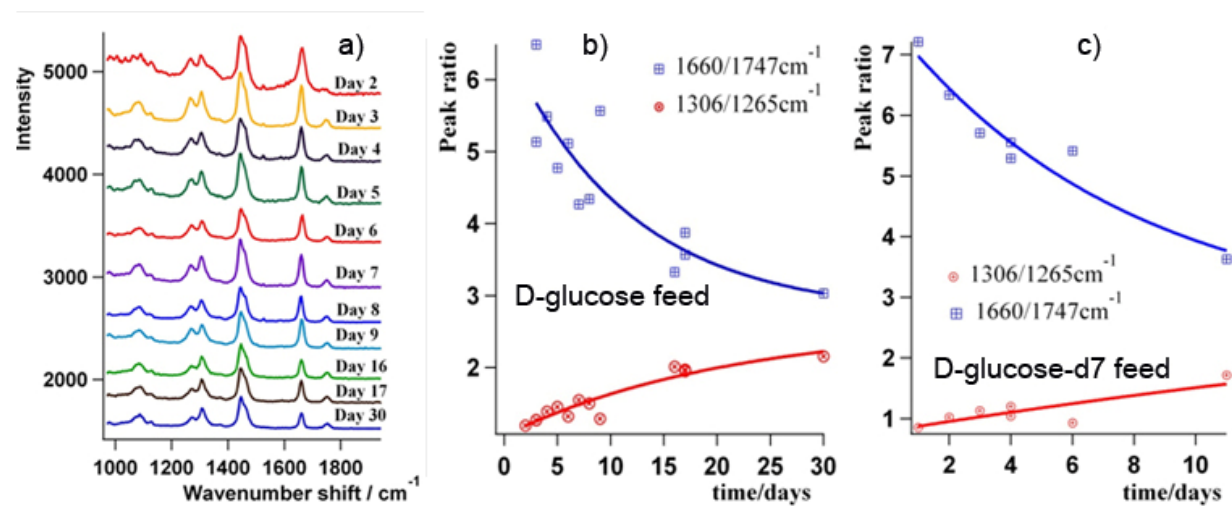 a)
Intensity
5000
4000
3000
2000
Day 2
Day 3
Day 4
Day 5
Day 6
Day 7
Day 8
Day 9
Day 16
Day 17
Day 30
1000 1200 1400 1600 1800
Wavenumber shift / cm⁻¹
b)
Peak ratio
6
5
4
3
2
1660/1747cm⁻¹
1306/1265cm⁻¹
D-glucose feed
0 5 10 15 20 25 30
time/days
c)
Peak ratio
7
6
5
4
3
2
1
1306/1265cm⁻¹
1660/1747cm⁻¹
D-glucose-d7 feed
2 4 6 8 10
time/days